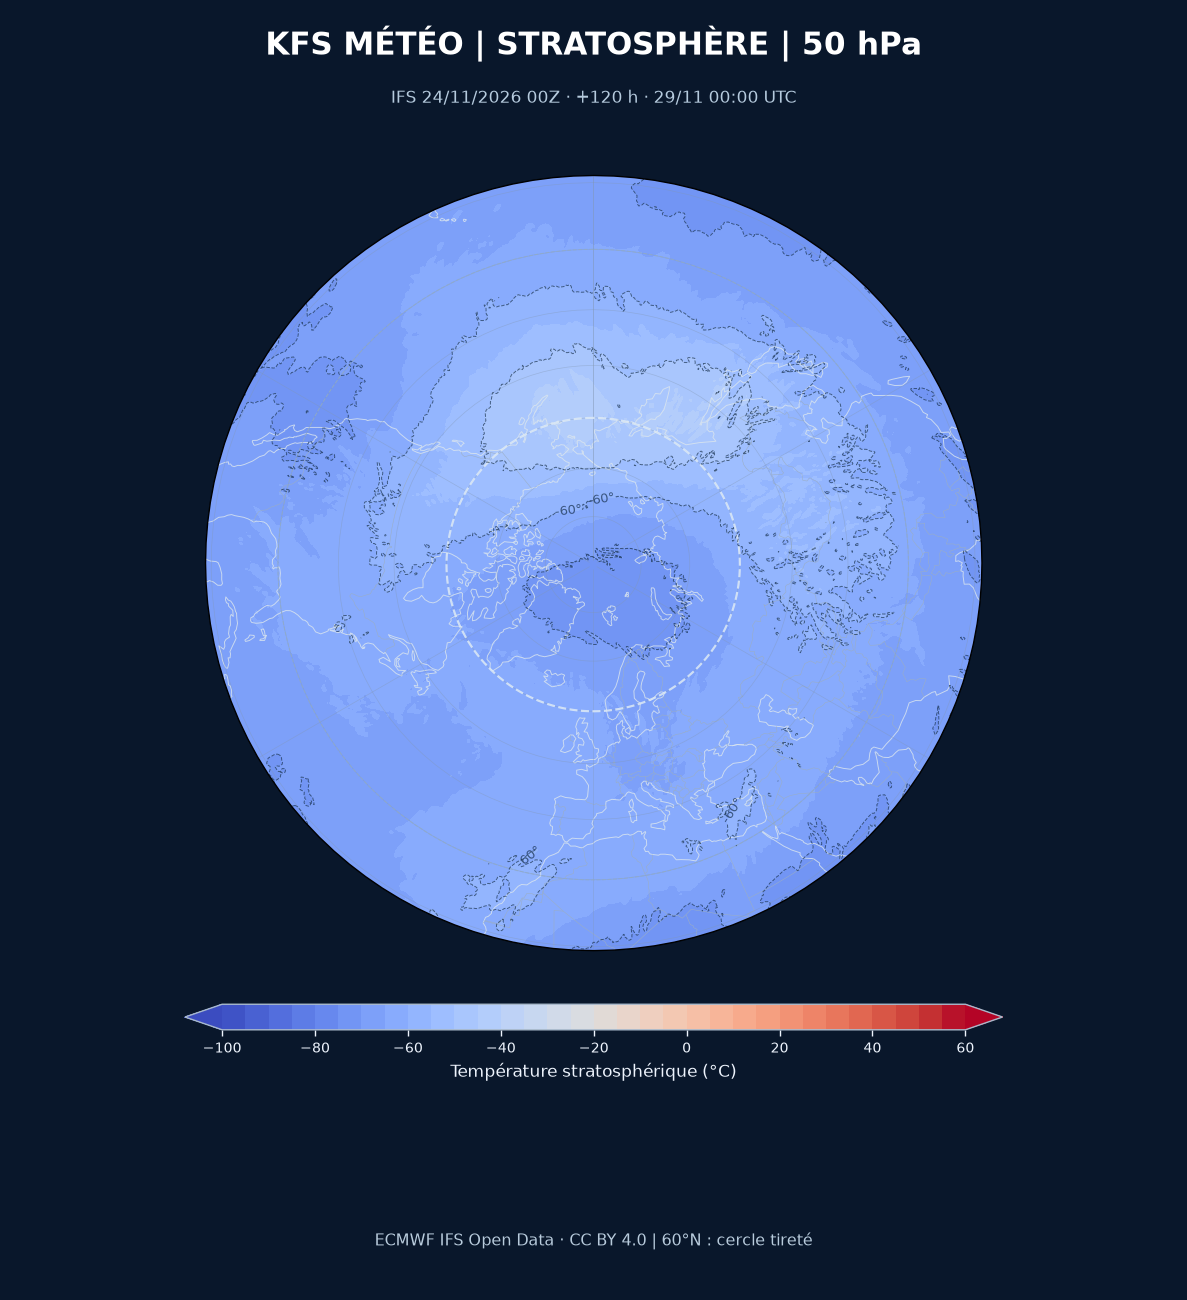 KFS MÉTÉO | STRATOSPHÈRE | 50 hPa
IFS 24/11/2026 00Z · +120 h · 29/11 00:00 UTC
60°
-60°
60°
-60°
−100 −80 −60 −40 −20 0 20 40 60
Température stratosphérique (°C)
ECMWF IFS Open Data · CC BY 4.0 | 60°N : cercle tireté